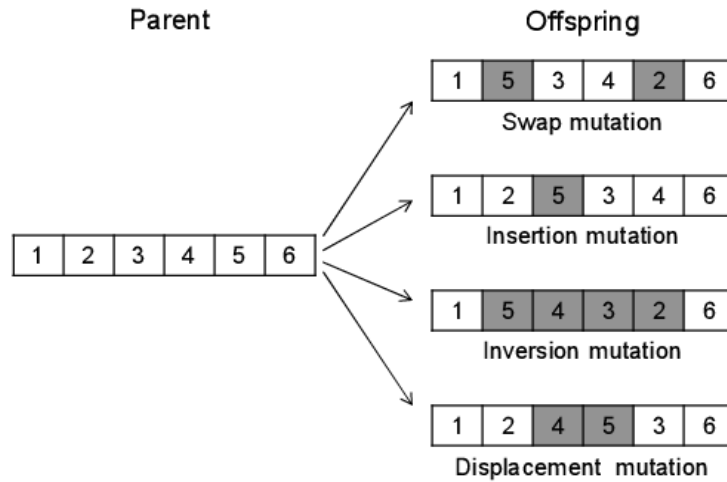 Parent
Offspring
1 5 3 4 2 6
Swap mutation
1 2 5 3 4 6
Insertion mutation
1 2 3 4 5 6
1 5 4 3 2 6
Inversion mutation
1 2 4 5 3 6
Displacement mutation